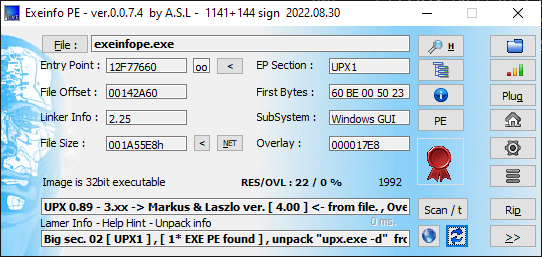 Exeinfo PE - ver.0.0.7.4 by A.S.L - 1141+144 sign 2022.08.30
File : exeinfope.exe H
Entry Point : 12F77660 oo < EP Section : UPX1
File Offset : 00142A60 First Bytes : 60 BE 00 50 23 Plug
Linker Info : 2.25 SubSystem : Windows GUI PE
File Size : 001A55E8h < NET Overlay : 000017E8
Image is 32bit executable RES/OVL : 22 / 0 % 1992
UPX 0.89 - 3.xx -> Markus & Laszlo ver. [ 4.00 ] <- from file. , Ove Scan / t Rip
Lamer Info - Help Hint - Unpack info 0 ms.
Big sec. 02 [ UPX1 ] , [ 1* EXE PE found ] , unpack "upx.exe -d" fro >>